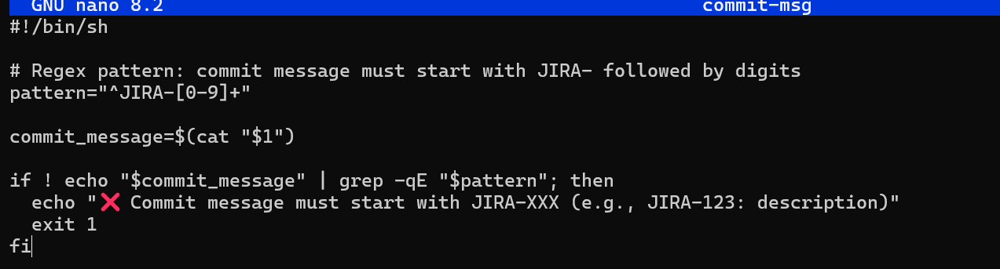 GNU nano 8.2 commit-msg
#!/bin/sh
# Regex pattern: commit message must start with JIRA- followed by digits
pattern="^JIRA-[0-9]+"
commit_message=$(cat "$1")
if ! echo "$commit_message" | grep -qE "$pattern"; then
  echo "❌ Commit message must start with JIRA-XXX (e.g., JIRA-123: description)"
  exit 1
fi